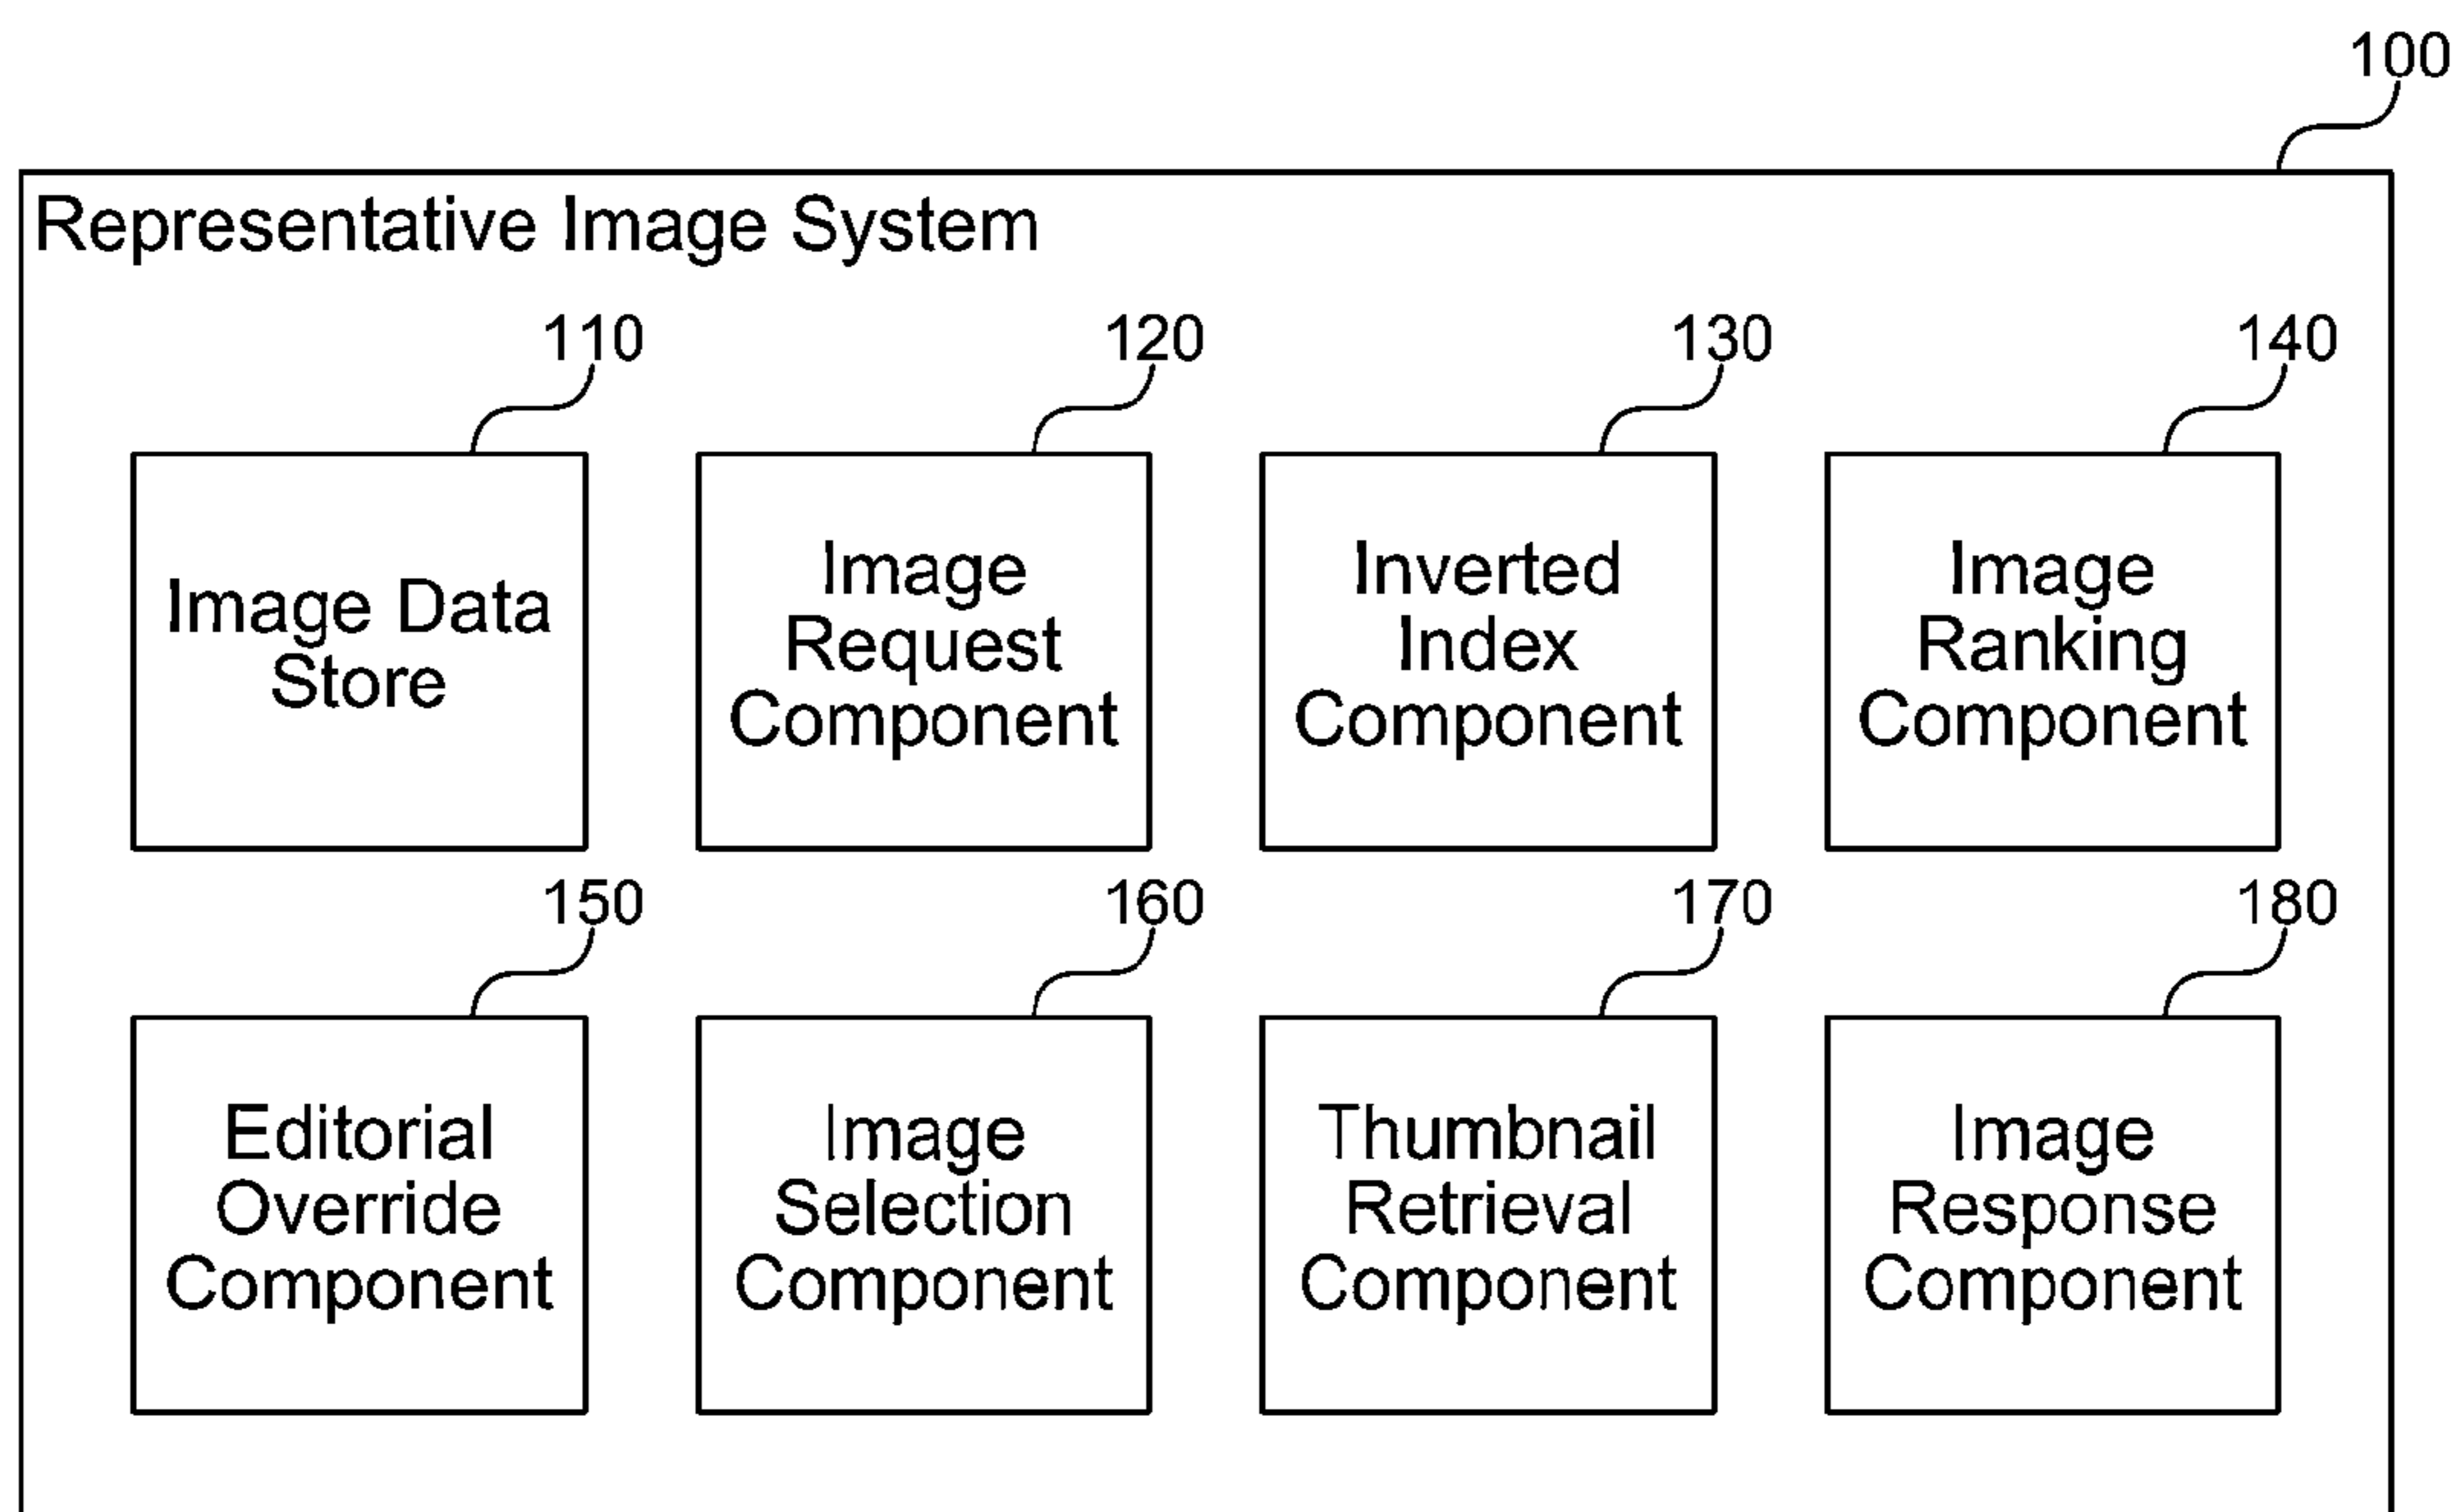 100
Representative Image System
110
120
130
140
Image Data
Store
Image
Request
Component
Inverted
Index
Component
Image
Ranking
Component
150
160
170
180
Editorial
Override
Component
Image
Selection
Component
Thumbnail
Retrieval
Component
Image
Response
Component